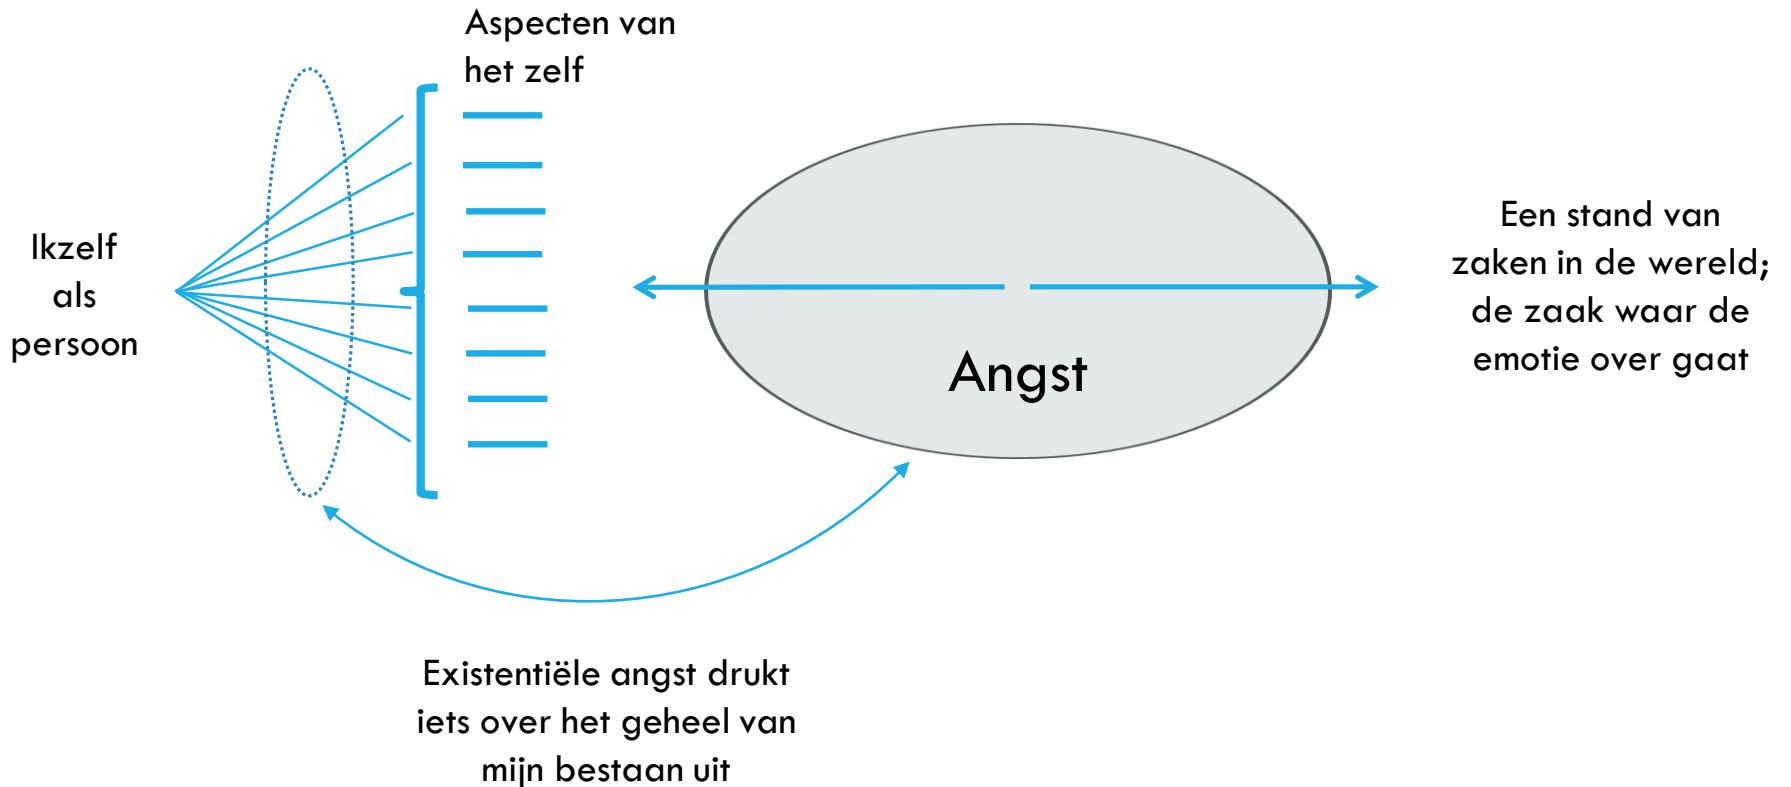 Aspecten van
het zelf
Ikzelf
als
persoon
Angst
Een stand van
zaken in de wereld;
de zaak waar de
emotie over gaat
Existentiële angst drukt
iets over het geheel van
mijn bestaan uit